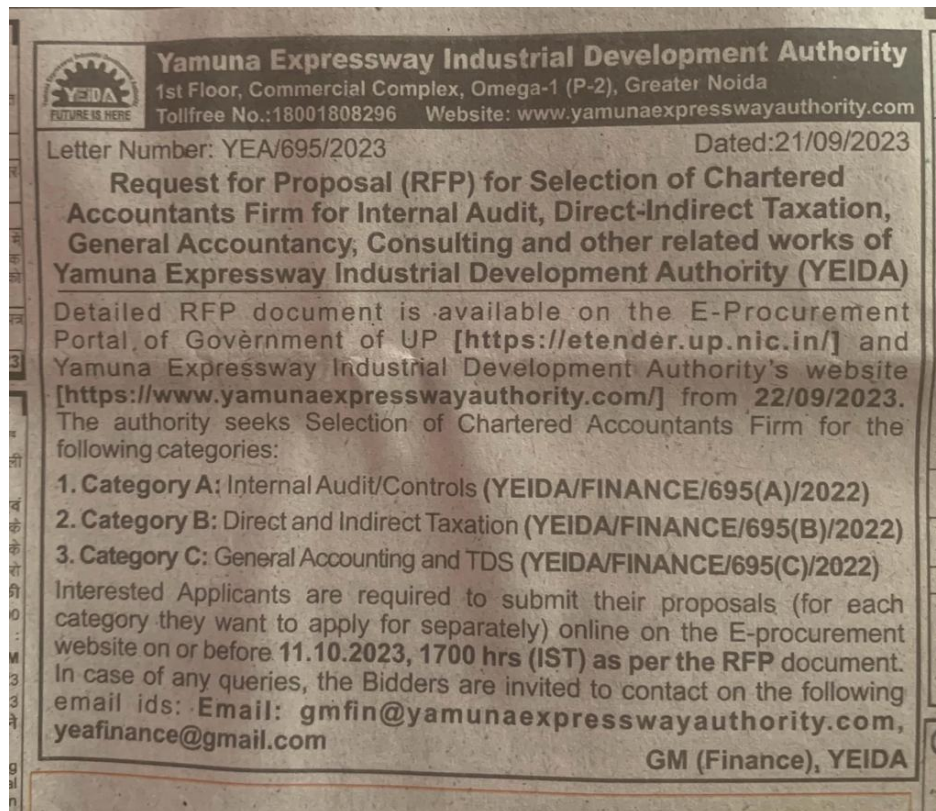 YEIDA
FUTURE IS HERE
Yamuna Expressway Industrial Development Authority
1st Floor, Commercial Complex, Omega-1 (P-2), Greater Noida
Tollfree No.:18001808296 Website: www.yamunaexpresswayauthority.com
Letter Number: YEA/695/2023 Dated:21/09/2023
Request for Proposal (RFP) for Selection of Chartered
Accountants Firm for Internal Audit, Direct-Indirect Taxation,
General Accountancy, Consulting and other related works of
Yamuna Expressway Industrial Development Authority (YEIDA)
Detailed RFP document is available on the E-Procurement
Portal of Government of UP [https://etender.up.nic.in/] and
Yamuna Expressway Industrial Development Authority's website
[https://www.yamunaexpresswayauthority.com/] from 22/09/2023.
The authority seeks Selection of Chartered Accountants Firm for the
following categories:
1. Category A: Internal Audit/Controls (YEIDA/FINANCE/695(A)/2022)
2. Category B: Direct and Indirect Taxation (YEIDA/FINANCE/695(B)/2022)
3. Category C: General Accounting and TDS (YEIDA/FINANCE/695(C)/2022)
Interested Applicants are required to submit their proposals (for each
category they want to apply for separately) online on the E-procurement
website on or before 11.10.2023, 1700 hrs (IST) as per the RFP document.
In case of any queries, the Bidders are invited to contact on the following
email ids: Email: gmfin@yamunaexpresswayauthority.com,
yeafinance@gmail.com
GM (Finance), YEIDA